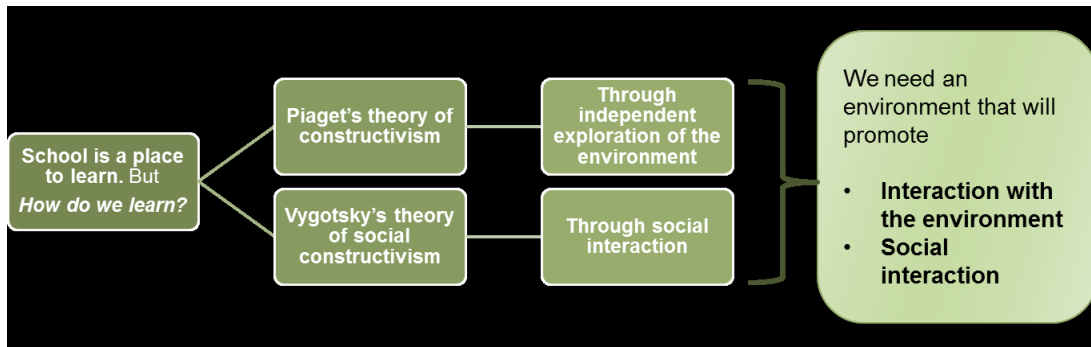 School is a place
to learn. But
How do we learn?
Piaget's theory of
constructivism
Through
independent
exploration of the
environment
Vygotsky's theory
of social
constructivism
Through social
interaction
We need an
environment that will
promote
• Interaction with
the environment
• Social
interaction